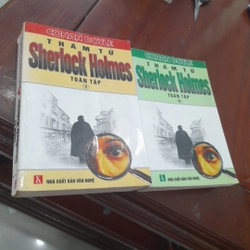 CONAN DOYLE
THÁM TỬ
Sherlock Holmes
TOÀN TẬP
NHÀ XUẤT BẢN VĂN NGHỆ
CONAN DOYLE
THÁM TỬ
Sherlock Holmes
TOÀN TẬP
NHÀ XUẤT BẢN VĂN NGHỆ